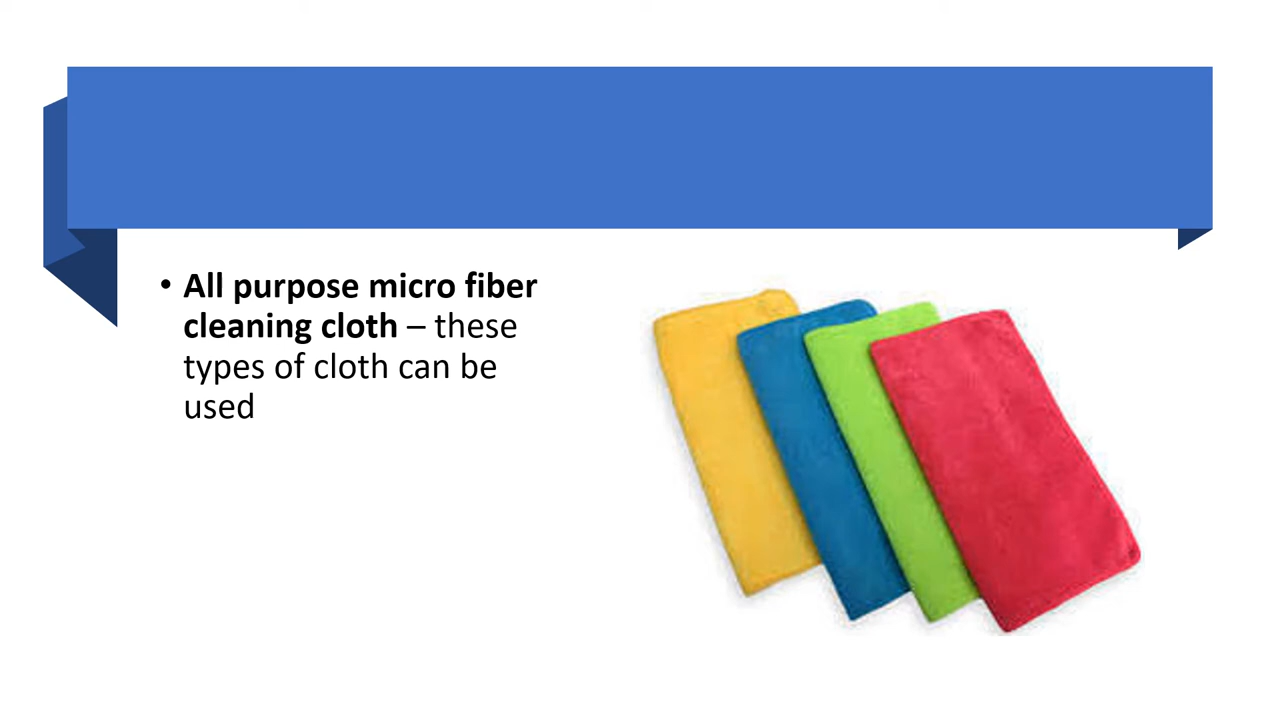 • All purpose micro fiber
cleaning cloth – these
types of cloth can be
used